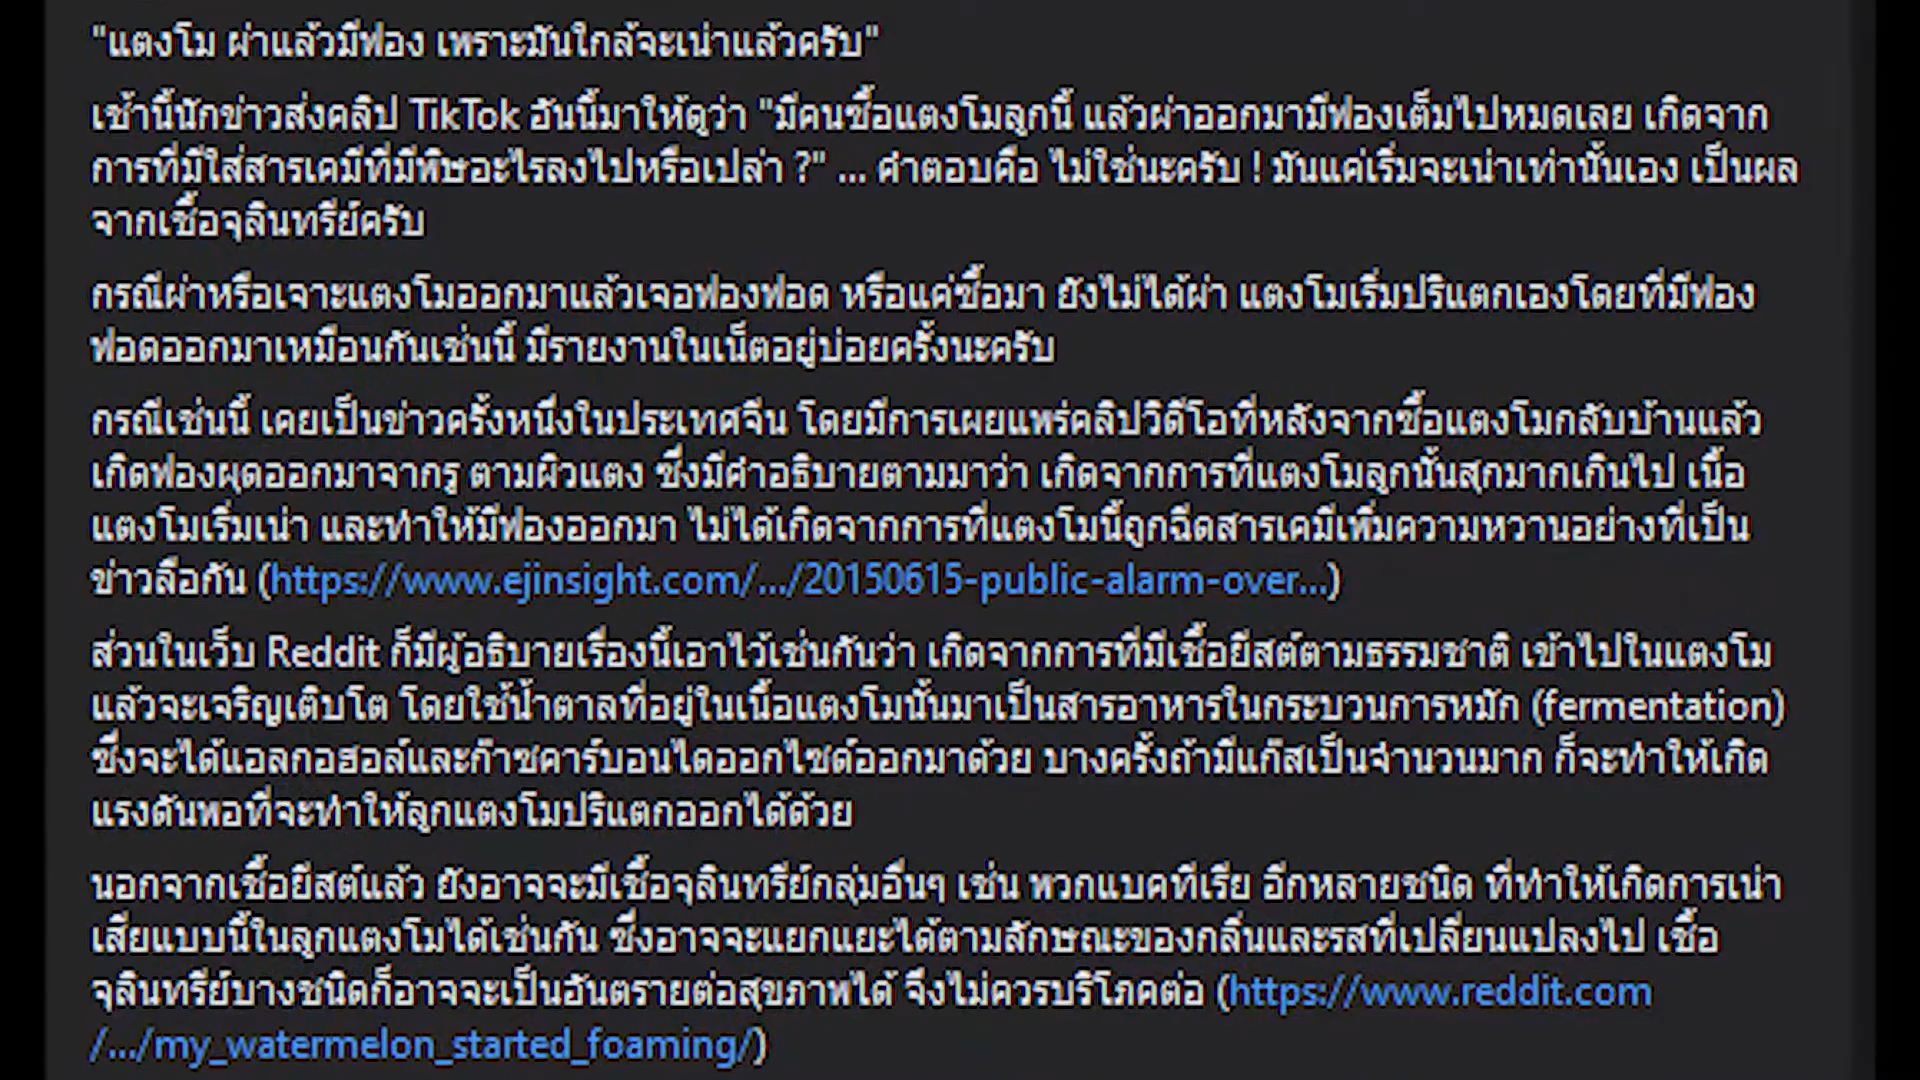 "แตงโม ผ่าแล้วมีฟอง เพราะมันใกล้จะเน่าแล้วครับ"
เช้านี้นักข่าวส่งคลิป TikTok อันนี้มาให้ดูว่า "มีคนซื้อแตงโมลูกนี้ แล้วผ่าออกมามีฟองเต็มไปหมดเลย เกิดจาก
การที่มีใส่สารเคมีที่มีพิษอะไรลงไปหรือเปล่า ?" ... คำตอบคือ ไม่ใช่นะครับ ! มันแค่เริ่มจะเน่าเท่านั้นเอง เป็นผล
จากเชื้อจุลินทรีย์ครับ
กรณีผ่าหรือเจาะแตงโมออกมาแล้วเจอฟองฟอด หรือแค่ซื้อมา ยังไม่ได้ผ่า แตงโมเริ่มปริแตกเองโดยที่มีฟอง
ฟอดออกมาเหมือนกันเช่นนี้ มีรายงานในเน็ตอยู่บ่อยครั้งนะครับ
กรณีเช่นนี้ เคยเป็นข่าวครั้งหนึ่งในประเทศจีน โดยมีการเผยแพร่คลิปวิดีโอที่หลังจากซื้อแตงโมกลับบ้านแล้ว
เกิดฟองผุดออกมาจากรู ตามผิวแตง ซึ่งมีคำอธิบายตามมาว่า เกิดจากการที่แตงโมลูกนั้นสุกมากเกินไป เนื้อ
แตงโมเริ่มเน่า และทำให้มีฟองออกมา ไม่ได้เกิดจากการที่แตงโมนี้ถูกฉีดสารเคมีเพิ่มความหวานอย่างที่เป็น
ข่าวลือกัน (https://www.ejinsight.com/.../20150615-public-alarm-over...)
ส่วนในเว็บ Reddit ก็มีผู้อธิบายเรื่องนี้เอาไว้เช่นกันว่า เกิดจากการที่มีเชื้อยีสต์ตามธรรมชาติ เข้าไปในแตงโม
แล้วจะเจริญเติบโต โดยใช้น้ำตาลที่อยู่ในเนื้อแตงโมนั้นมาเป็นสารอาหารในกระบวนการหมัก (fermentation)
ซึ่งจะได้แอลกอฮอล์และก๊าซคาร์บอนไดออกไซด์ออกมาด้วย บางครั้งถ้ามีแก๊สเป็นจำนวนมาก ก็จะทำให้เกิด
แรงดันพอที่จะทำให้ลูกแตงโมปริแตกออกได้ด้วย
นอกจากเชื้อยีสต์แล้ว ยังอาจจะมีเชื้อจุลินทรีย์กลุ่มอื่นๆ เช่น พวกแบคทีเรีย อีกหลายชนิด ที่ทำให้เกิดการเน่า
เสียแบบนี้ในลูกแตงโมได้เช่นกัน ซึ่งอาจจะแยกแยะได้ตามลักษณะของกลิ่นและรสที่เปลี่ยนแปลงไป เชื้อ
จุลินทรีย์บางชนิดก็อาจจะเป็นอันตรายต่อสุขภาพได้ จึงไม่ควรบริโภคต่อ (https://www.reddit.com
/.../my_watermelon_started_foaming/)